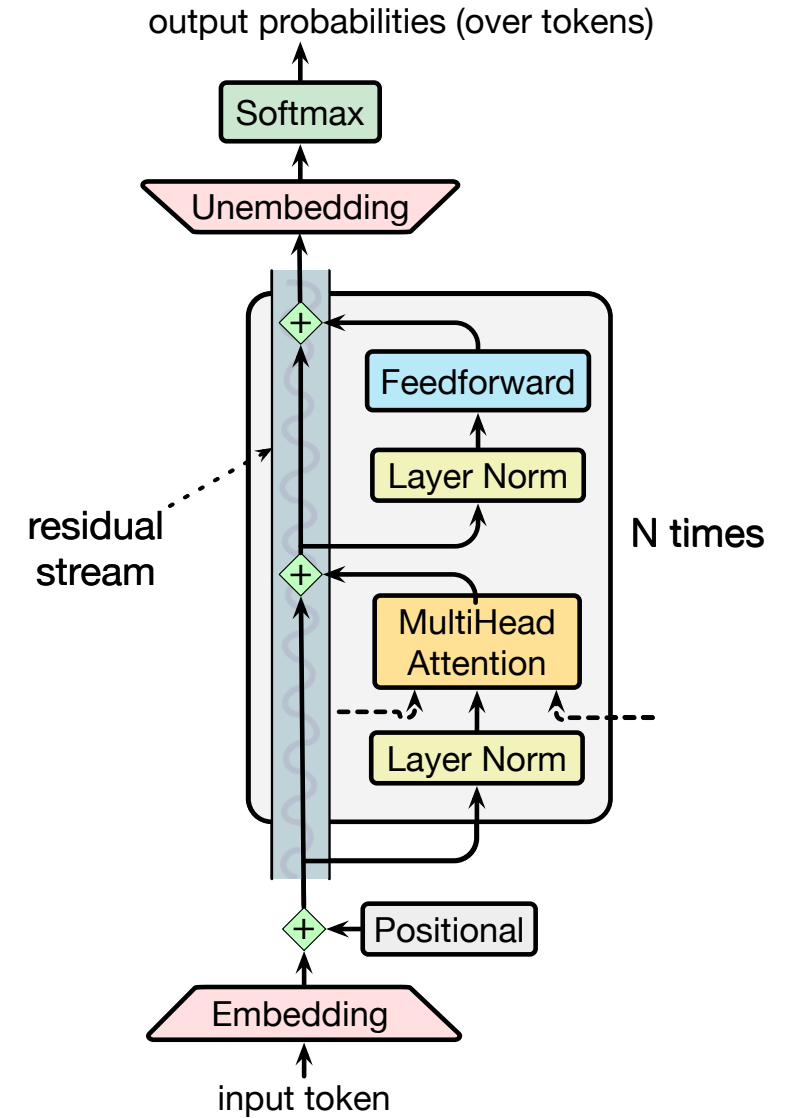 output probabilities (over tokens)
Softmax
Unembedding
+
Feedforward
Layer Norm
residual
stream
N times
+
MultiHead
Attention
Layer Norm
+
Positional
Embedding
input token